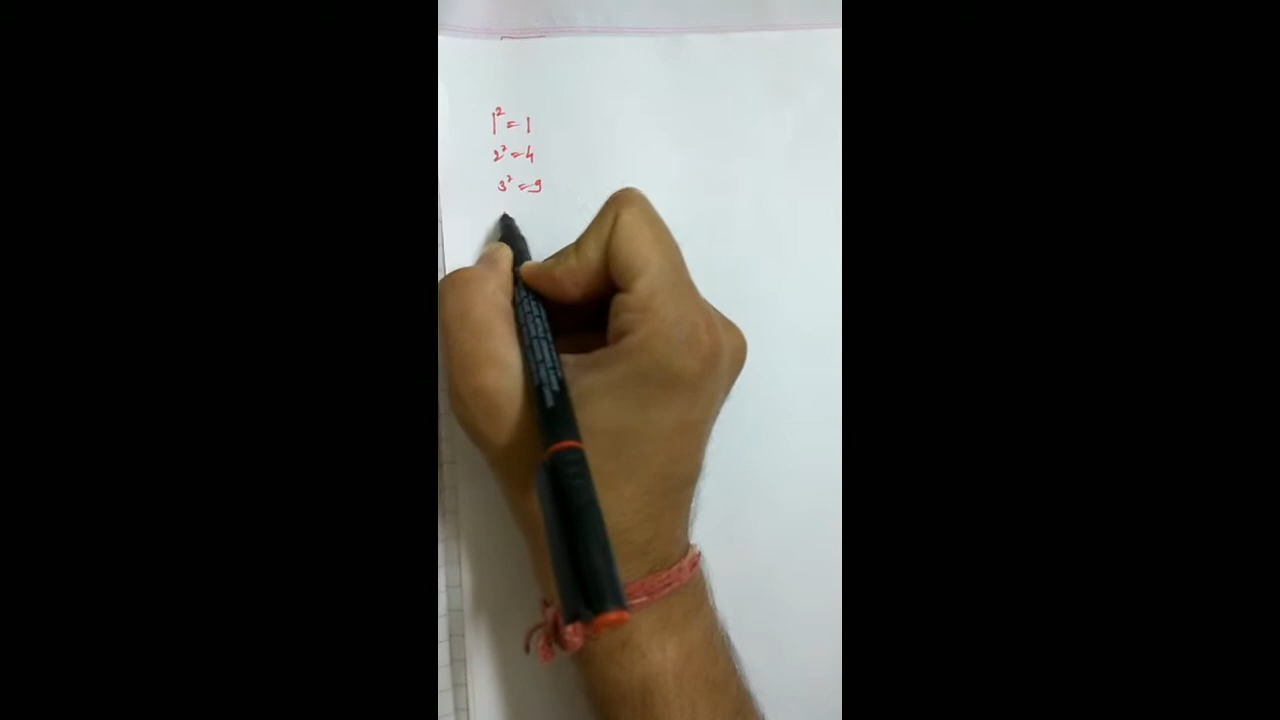 1² = 1
2² = 4
3² = 9